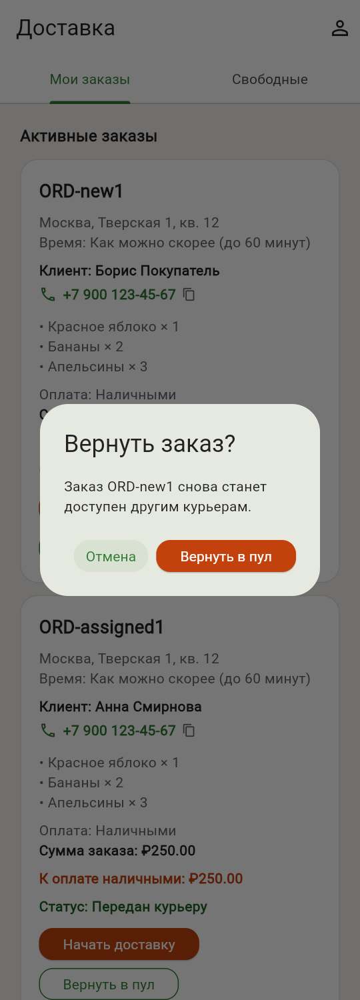 Доставка
Мои заказы
Свободные
Активные заказы
ORD-new1
Москва, Тверская 1, кв. 12
Время: Как можно скорее (до 60 минут)
Клиент: Борис Покупатель
+7 900 123-45-67
• Красное яблоко × 1
• Бананы × 2
• Апельсины × 3
Оплата: Наличными
Вернуть заказ?
Заказ ORD-new1 снова станет
доступен другим курьерам.
Отмена
Вернуть в пул
ORD-assigned1
Москва, Тверская 1, кв. 12
Время: Как можно скорее (до 60 минут)
Клиент: Анна Смирнова
+7 900 123-45-67
• Красное яблоко × 1
• Бананы × 2
• Апельсины × 3
Оплата: Наличными
Сумма заказа: ₽250.00
К оплате наличными: ₽250.00
Статус: Передан курьеру
Начать доставку
Вернуть в пул